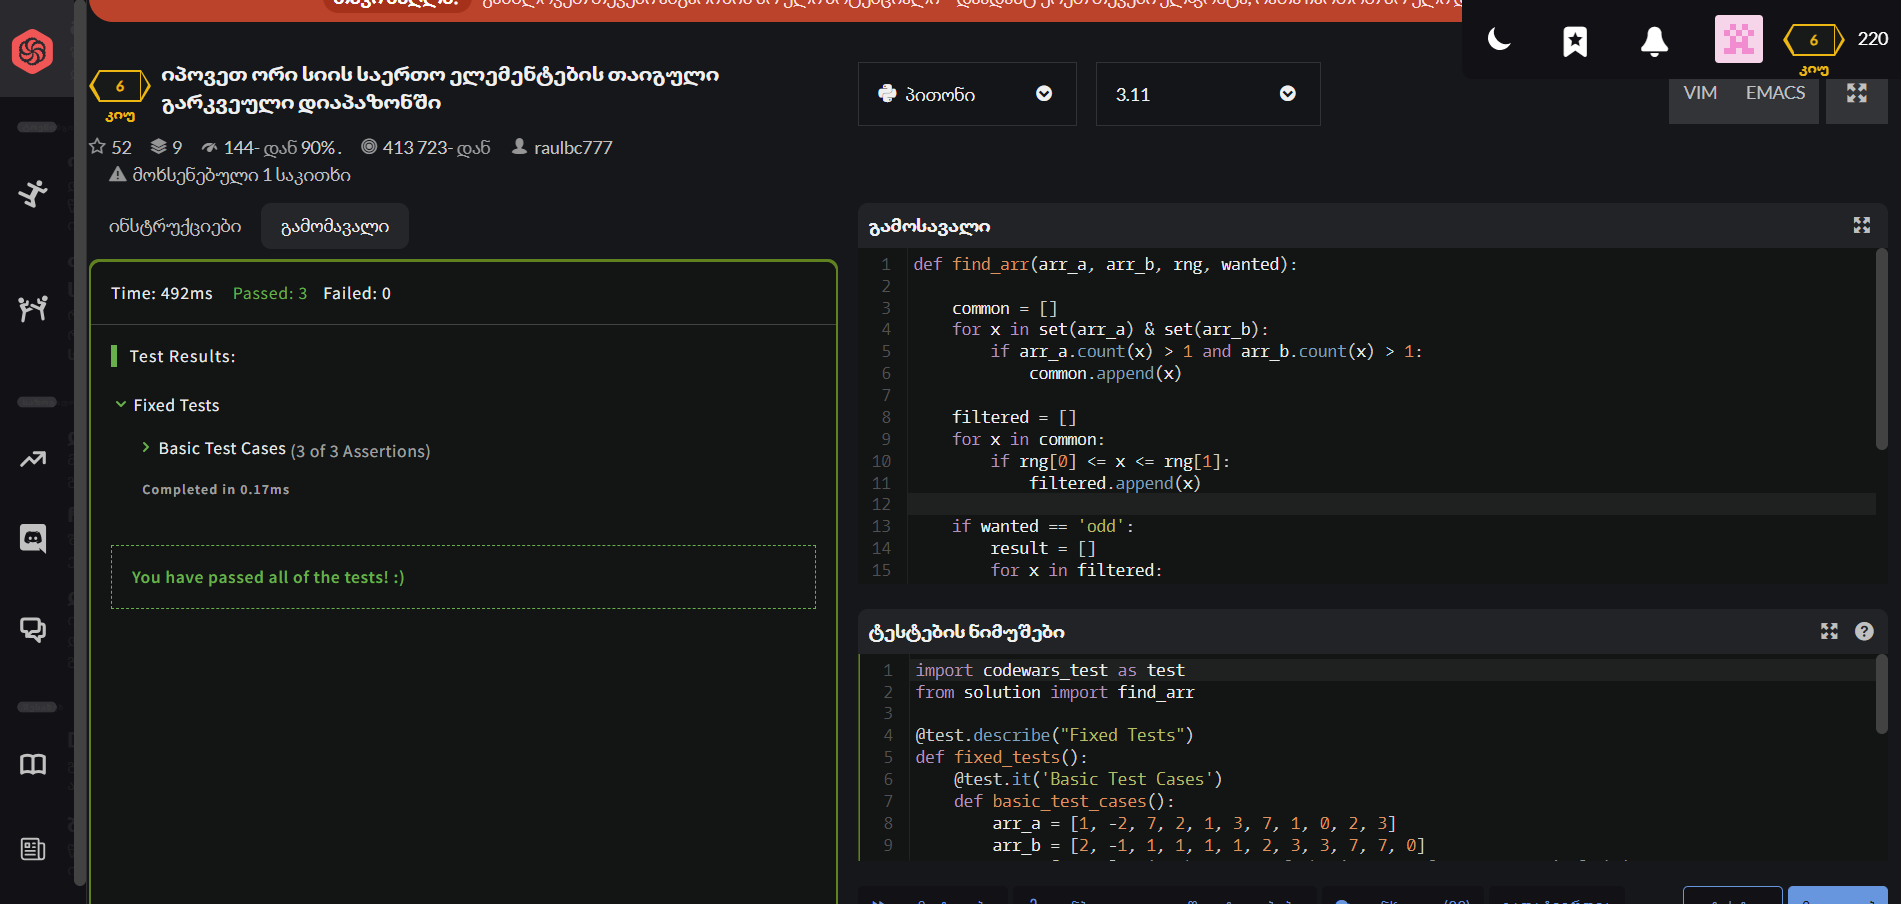 6
220
კიუ
6
კიუ
იპოვეთ ორი სიის საერთო ელემენტების თაიგული
გარკვეული დიაპაზონში
52 9 144- დან 90% . 413 723- დან raulbc777
მოხსენებული 1 საკითხი
პითონი
3.11
VIM EMACS
ინსტრუქციები
გამომავალი
Time: 492ms Passed: 3 Failed: 0
Test Results:
Fixed Tests
Basic Test Cases (3 of 3 Assertions)
Completed in 0.17ms
You have passed all of the tests! :)
გამოსავალი
1 def find_arr(arr_a, arr_b, rng, wanted):
2
3 common = []
4 for x in set(arr_a) & set(arr_b):
5 if arr_a.count(x) > 1 and arr_b.count(x) > 1:
6 common.append(x)
7
8 filtered = []
9 for x in common:
10 if rng[0] <= x <= rng[1]:
11 filtered.append(x)
12
13 if wanted == 'odd':
14 result = []
15 for x in filtered:
ტესტების ნიმუშები
1 import codewars_test as test
2 from solution import find_arr
3
4 @test.describe("Fixed Tests")
5 def fixed_tests():
6 @test.it('Basic Test Cases')
7 def basic_test_cases():
8 arr_a = [1, -2, 7, 2, 1, 3, 7, 1, 0, 2, 3]
9 arr_b = [2, -1, 1, 1, 1, 1, 2, 3, 3, 7, 7, 0]